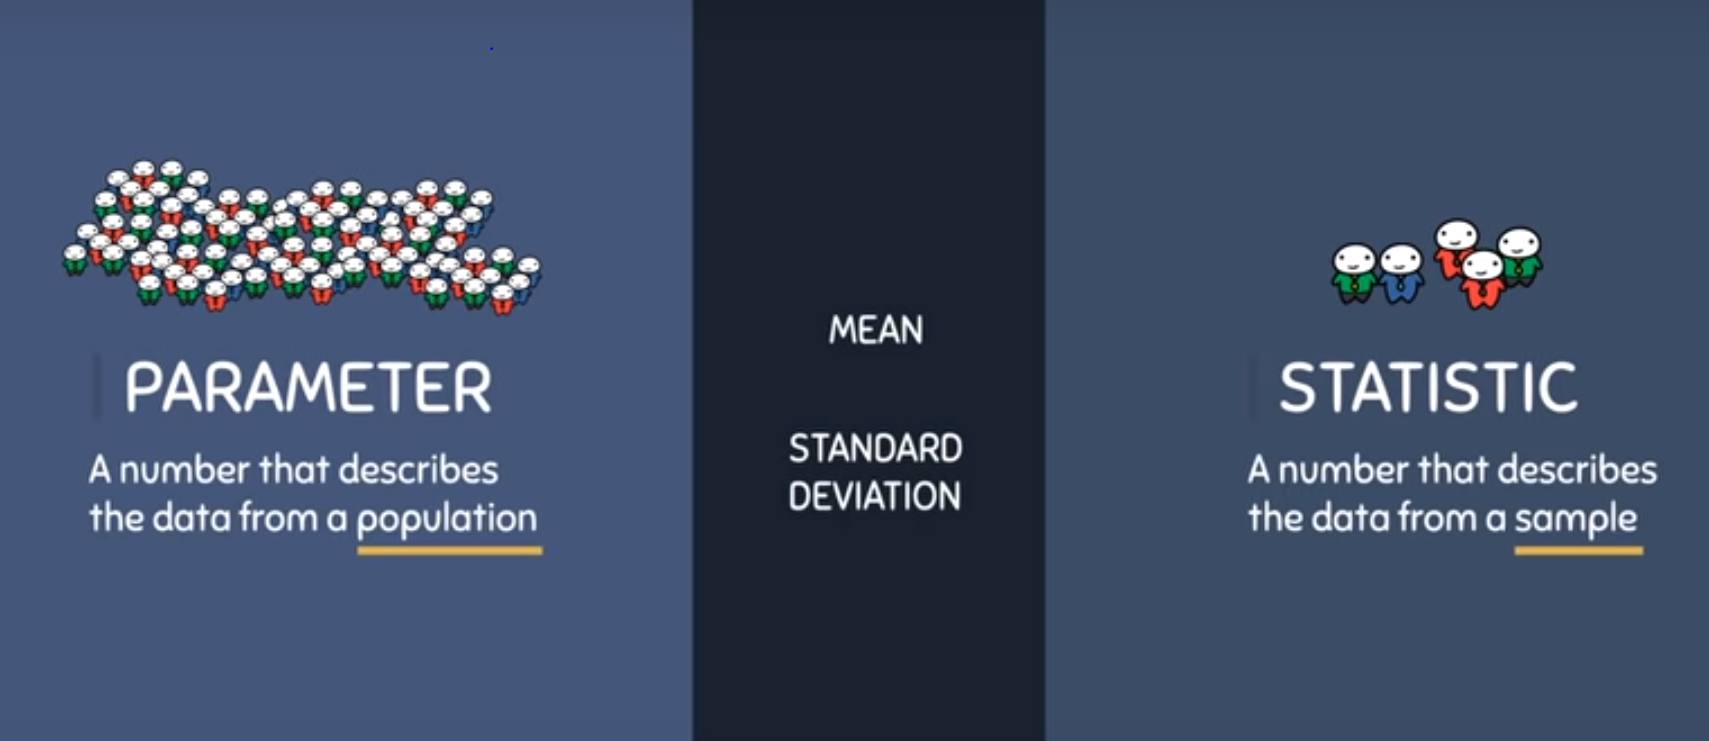 PARAMETER
A number that describes
the data from a population
MEAN
STANDARD
DEVIATION
STATISTIC
A number that describes
the data from a sample